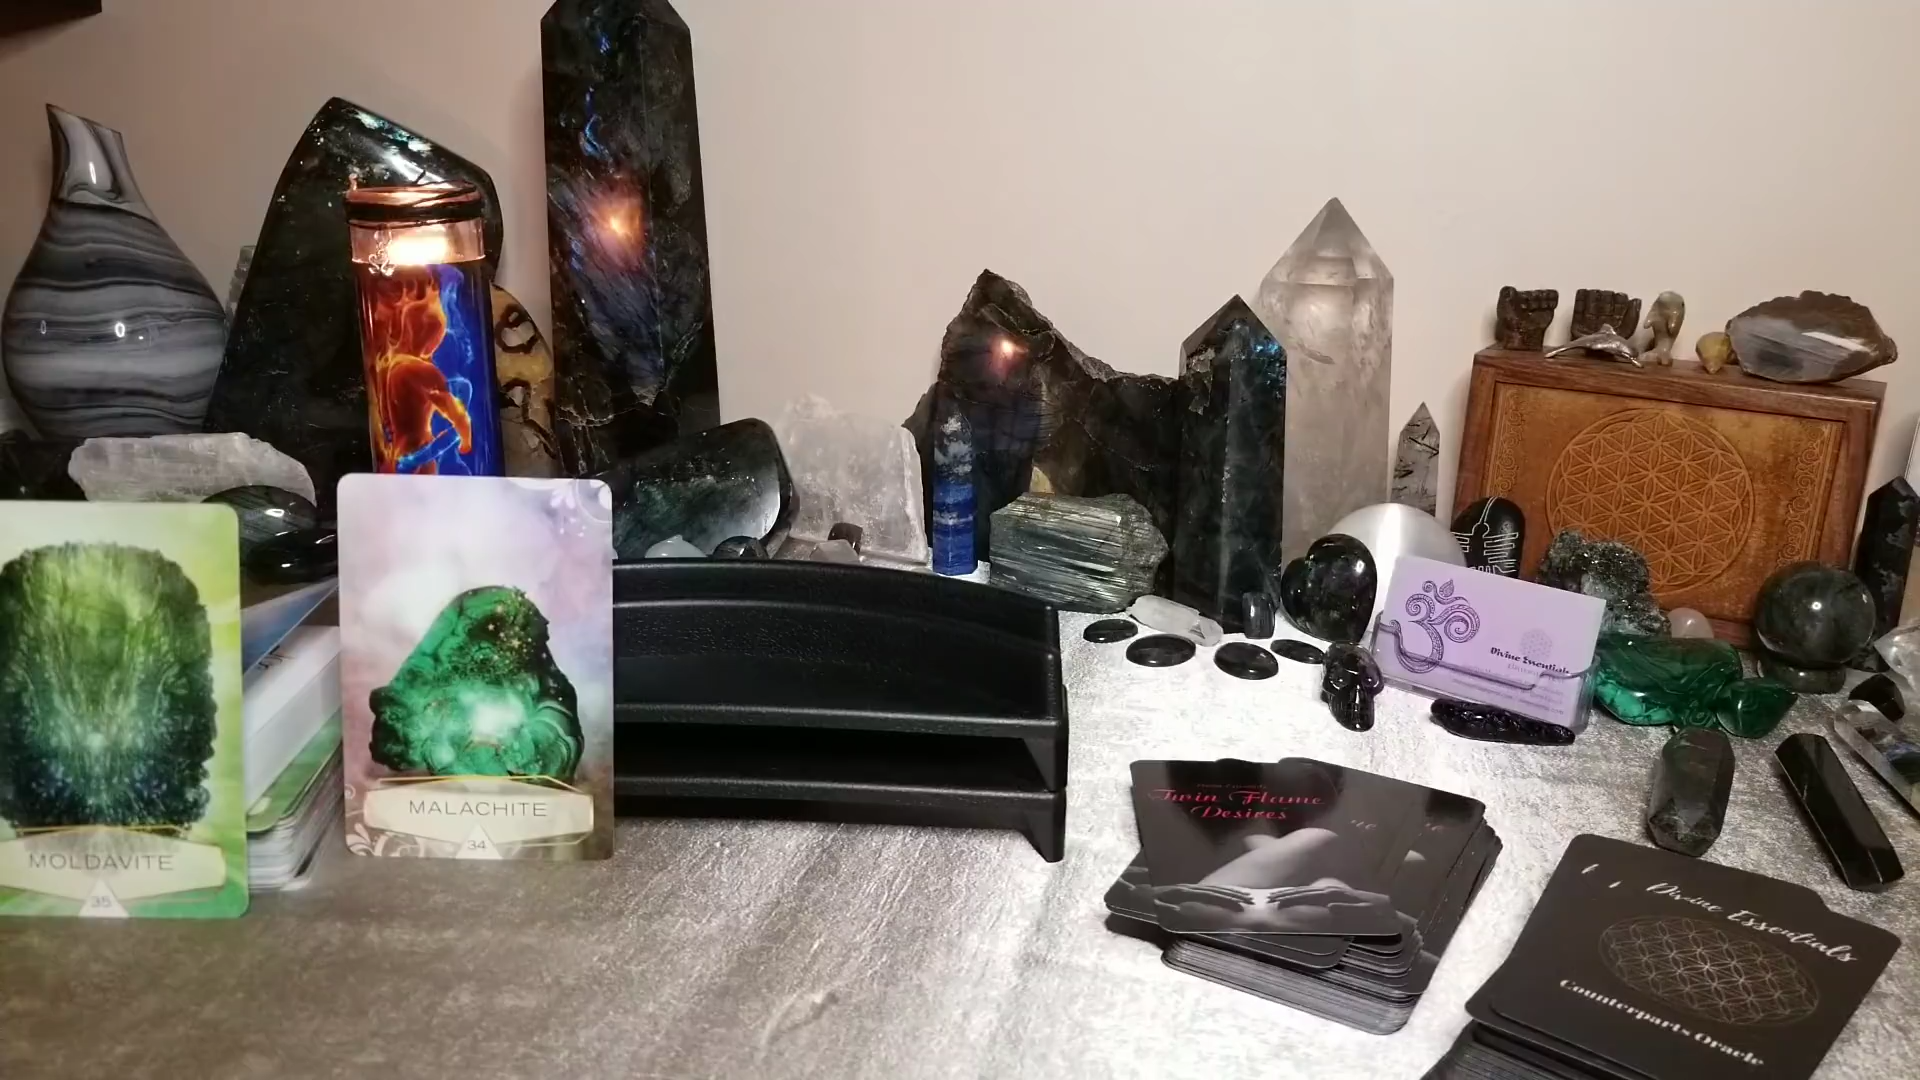 MOLDAVITE
35
MALACHITE
34
Twin Flame
Desires
Divine Essentials
Divine Essentials
Counterparts Oracle